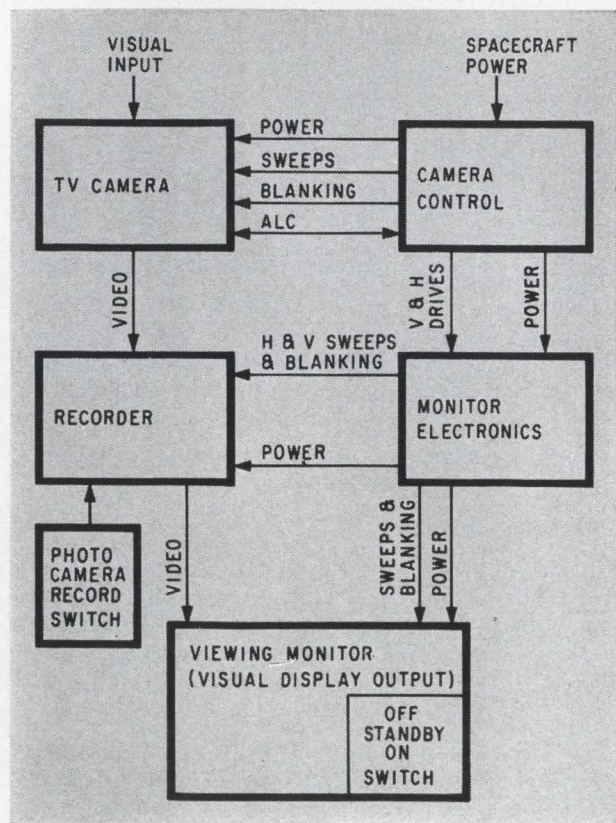 VISUAL
INPUT
SPACECRAFT
POWER
TV CAMERA
POWER
SWEEPS
BLANKING
ALC
CAMERA
CONTROL
VIDEO
V & H
DRIVES
POWER
H & V SWEEPS
& BLANKING
RECORDER
POWER
MONITOR
ELECTRONICS
PHOTO
CAMERA
RECORD
SWITCH
VIDEO
SWEEPS &
BLANKING
POWER
VIEWING MONITOR
(VISUAL DISPLAY OUTPUT)
OFF
STANDBY
ON
SWITCH